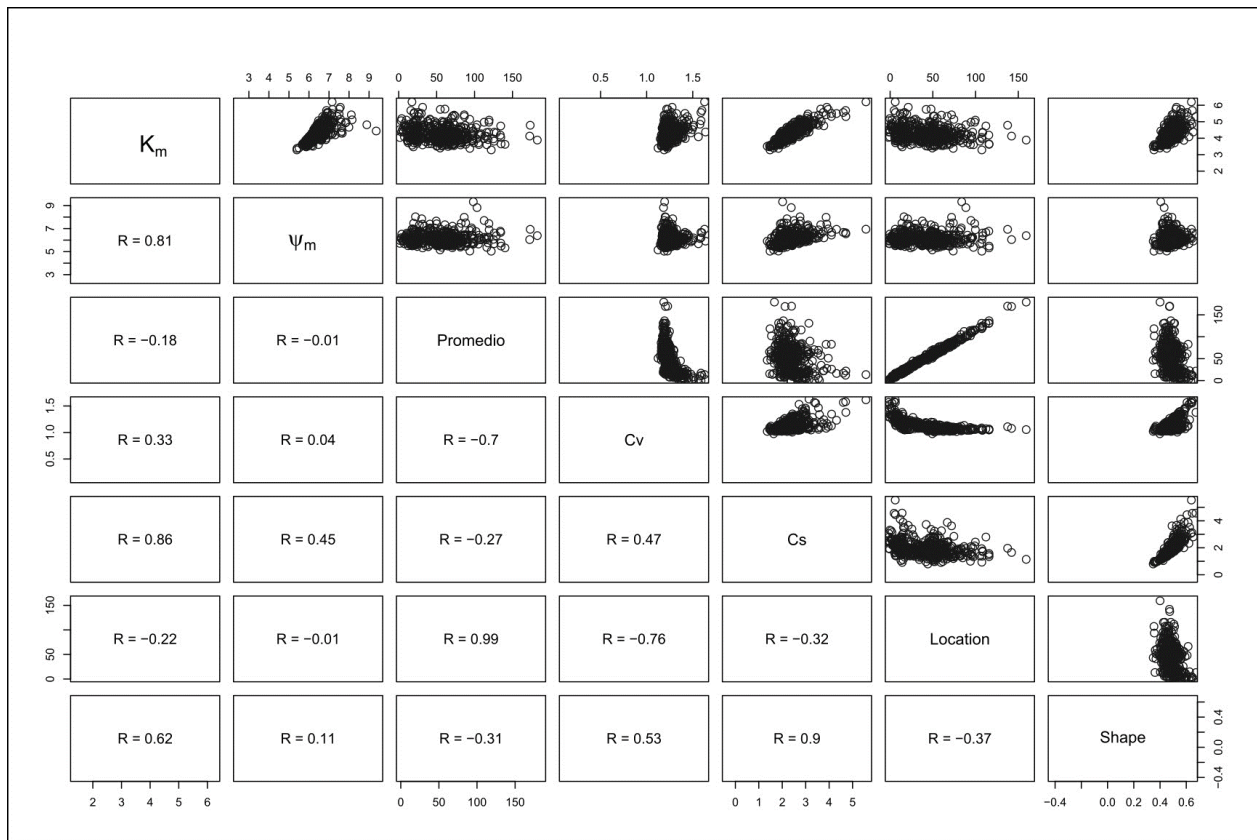 3 4 5 6 7 8 9 0 50 100 150 0.5 1.0 1.5 0 50 100 150
Km 2 3 4 5 6
3 5 7 9 R = 0.81 ψm
R = −0.18 R = −0.01 Promedio 0 50 150
0.5 1.0 1.5 R = 0.33 R = 0.04 R = −0.7 Cv
R = 0.86 R = 0.45 R = −0.27 R = 0.47 Cs 0 2 4
0 50 150 R = −0.22 R = −0.01 R = 0.99 R = −0.76 R = −0.32 Location
R = 0.62 R = 0.11 R = −0.31 R = 0.53 R = 0.9 R = −0.37 Shape −0.4 0.0 0.4
2 3 4 5 6 0 50 100 150 0 1 2 3 4 5 −0.4 0.0 0.2 0.4 0.6